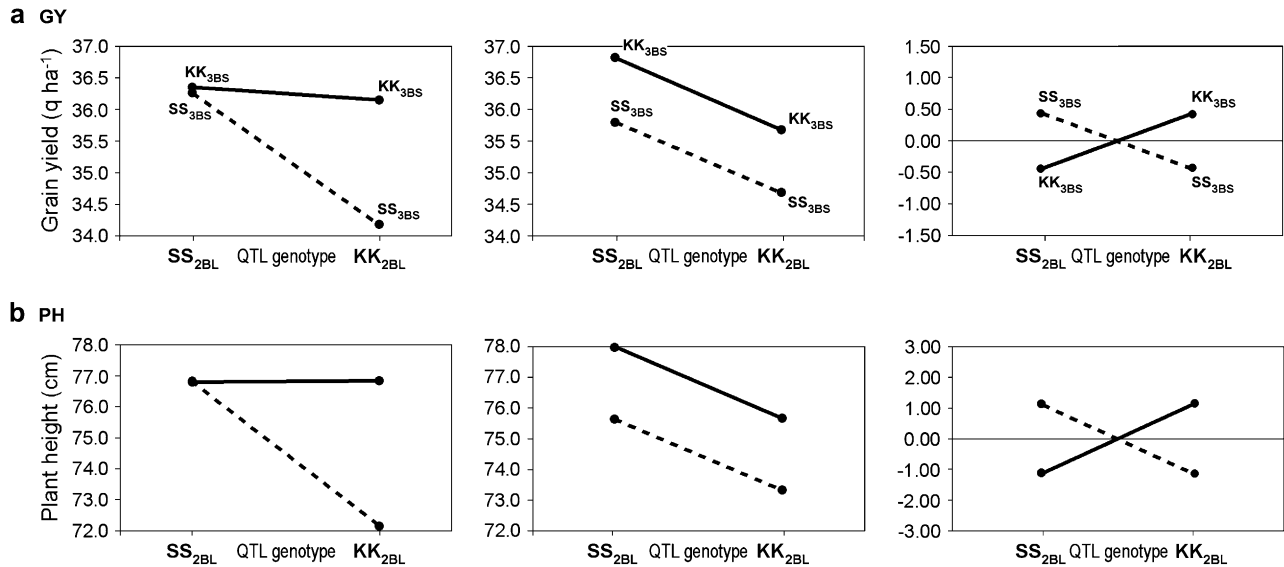 a GY
Grain yield (q ha-1)
37.0
36.5
36.0
35.5
35.0
34.5
34.0
KK3BS
KK3BS
SS3BS
SS3BS
SS2BL QTL genotype KK2BL
37.0
36.5
36.0
35.5
35.0
34.5
34.0
KK3BS
SS3BS
KK3BS
SS3BS
SS2BL QTL genotype KK2BL
1.50
1.00
0.50
0.00
-0.50
-1.00
-1.50
SS3BS
KK3BS
KK3BS
SS3BS
SS2BL QTL genotype KK2BL
b PH
Plant height (cm)
78.0
77.0
76.0
75.0
74.0
73.0
72.0
SS2BL QTL genotype KK2BL
78.0
77.0
76.0
75.0
74.0
73.0
72.0
SS2BL QTL genotype KK2BL
3.00
2.00
1.00
0.00
-1.00
-2.00
-3.00
SS2BL QTL genotype KK2BL